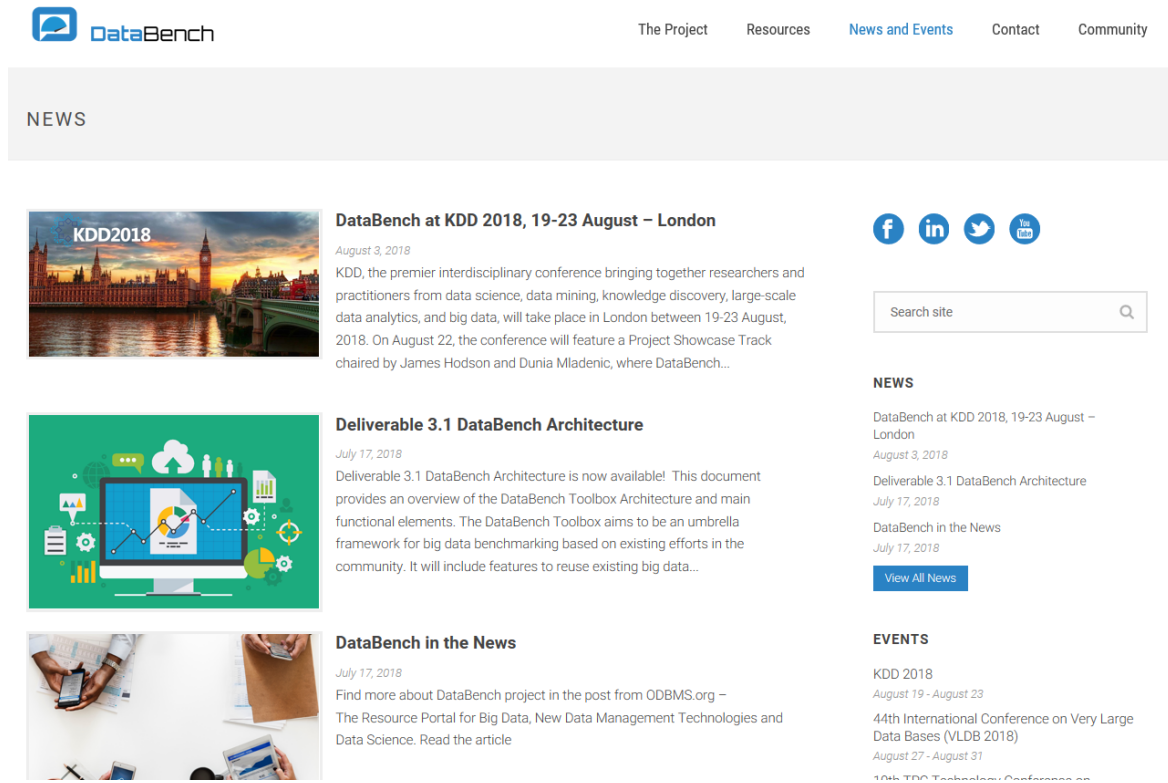 DataBench
The Project Resources News and Events Contact Community
NEWS
KDD2018
DataBench at KDD 2018, 19-23 August – London
August 3, 2018
KDD, the premier interdisciplinary conference bringing together researchers and
practitioners from data science, data mining, knowledge discovery, large-scale
data analytics, and big data, will take place in London between 19-23 August,
2018. On August 22, the conference will feature a Project Showcase Track
chaired by James Hodson and Dunia Mladenic, where DataBench...
Deliverable 3.1 DataBench Architecture
July 17, 2018
Deliverable 3.1 DataBench Architecture is now available!  This document
provides an overview of the DataBench Toolbox Architecture and main
functional elements. The DataBench Toolbox aims to be an umbrella
framework for big data benchmarking based on existing efforts in the
community. It will include features to reuse existing big data...
DataBench in the News
July 17, 2018
Find more about DataBench project in the post from ODBMS.org –
The Resource Portal for Big Data, New Data Management Technologies and
Data Science. Read the article
You
Tube
Search site
NEWS
DataBench at KDD 2018, 19-23 August –
London
August 3, 2018
Deliverable 3.1 DataBench Architecture
July 17, 2018
DataBench in the News
July 17, 2018
View All News
EVENTS
KDD 2018
August 19 - August 23
44th International Conference on Very Large
Data Bases (VLDB 2018)
August 27 - August 31
10th TPC Technology Conference on